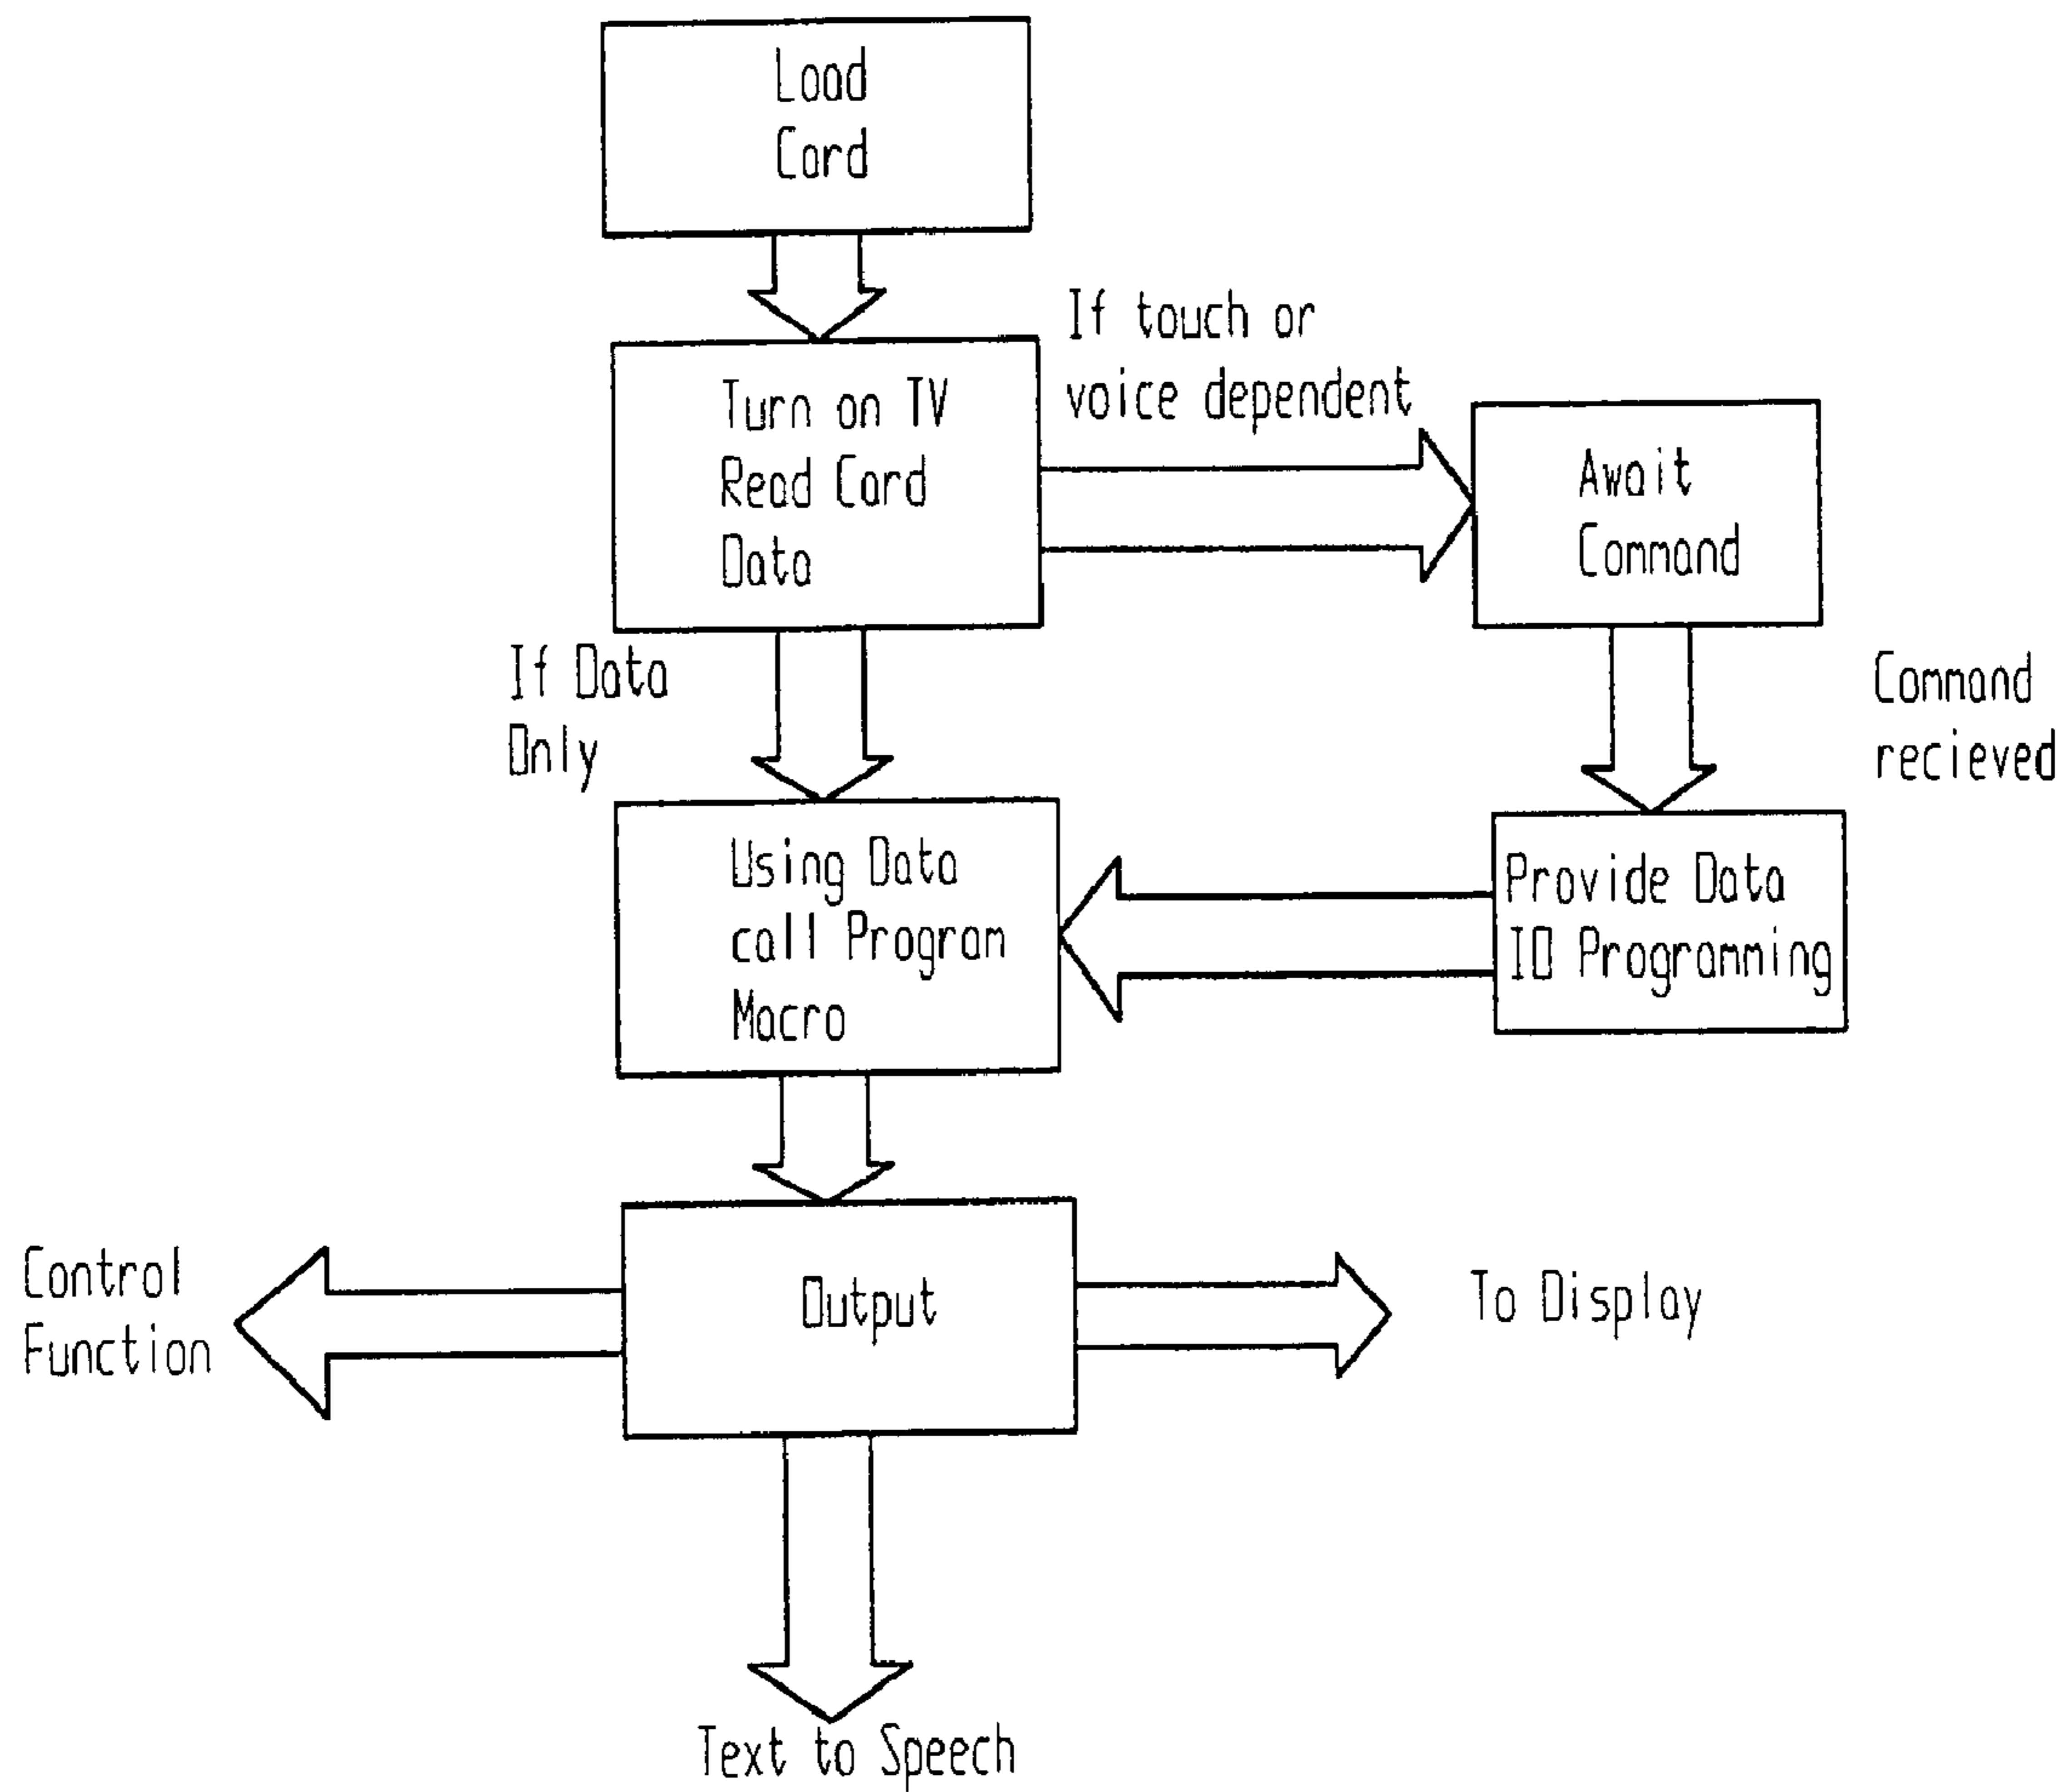 Load
Card
If touch or
voice dependent
Turn on TV
Read Card
Data
Await
Command
If Data
Only
Command
recieved
Using Data
call Program
Macro
Provide Data
IO Programming
Control
Function
Output
To Display
Text to Speech